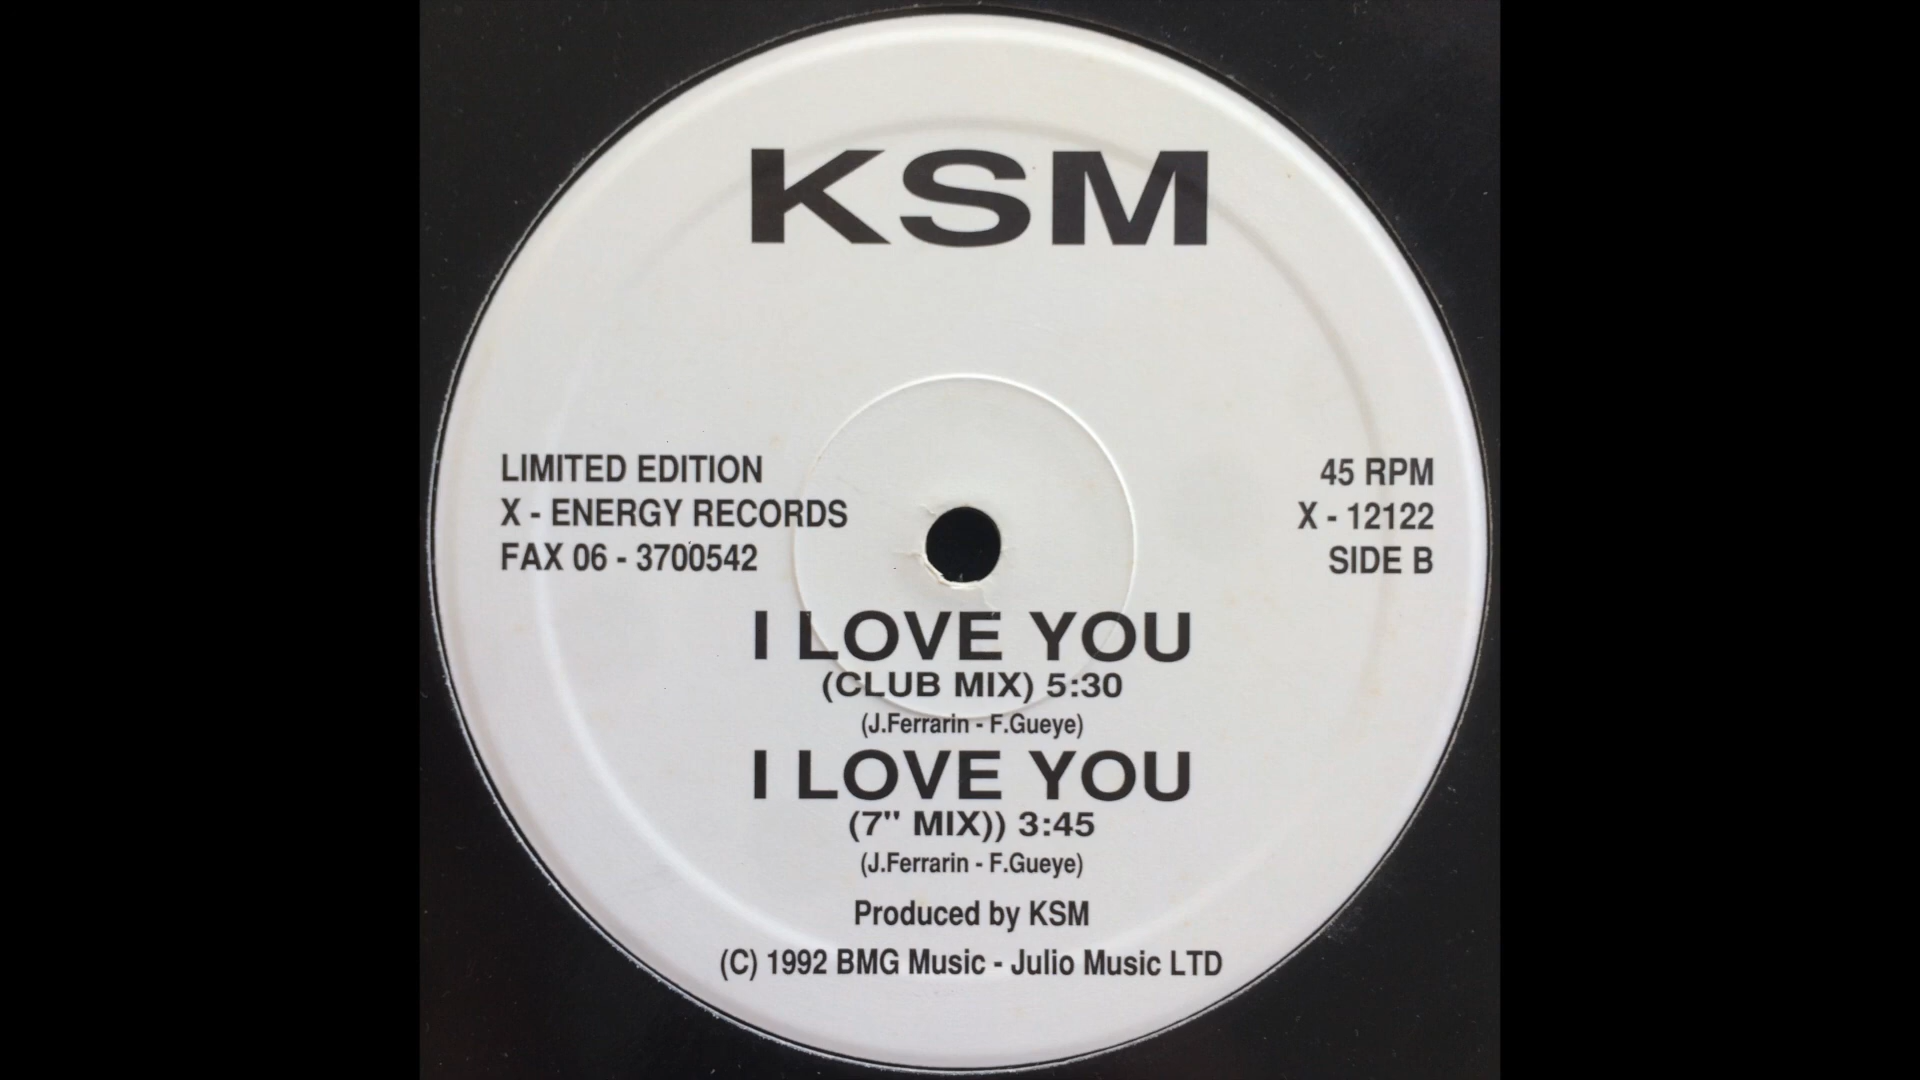 KSM
LIMITED EDITION
X - ENERGY RECORDS
FAX 06 - 3700542
45 RPM
X - 12122
SIDE B
I LOVE YOU
(CLUB MIX) 5:30
(J.Ferrarin - F.Gueye)
I LOVE YOU
(7" MIX)) 3:45
(J.Ferrarin - F.Gueye)
Produced by KSM
(C) 1992 BMG Music - Julio Music LTD